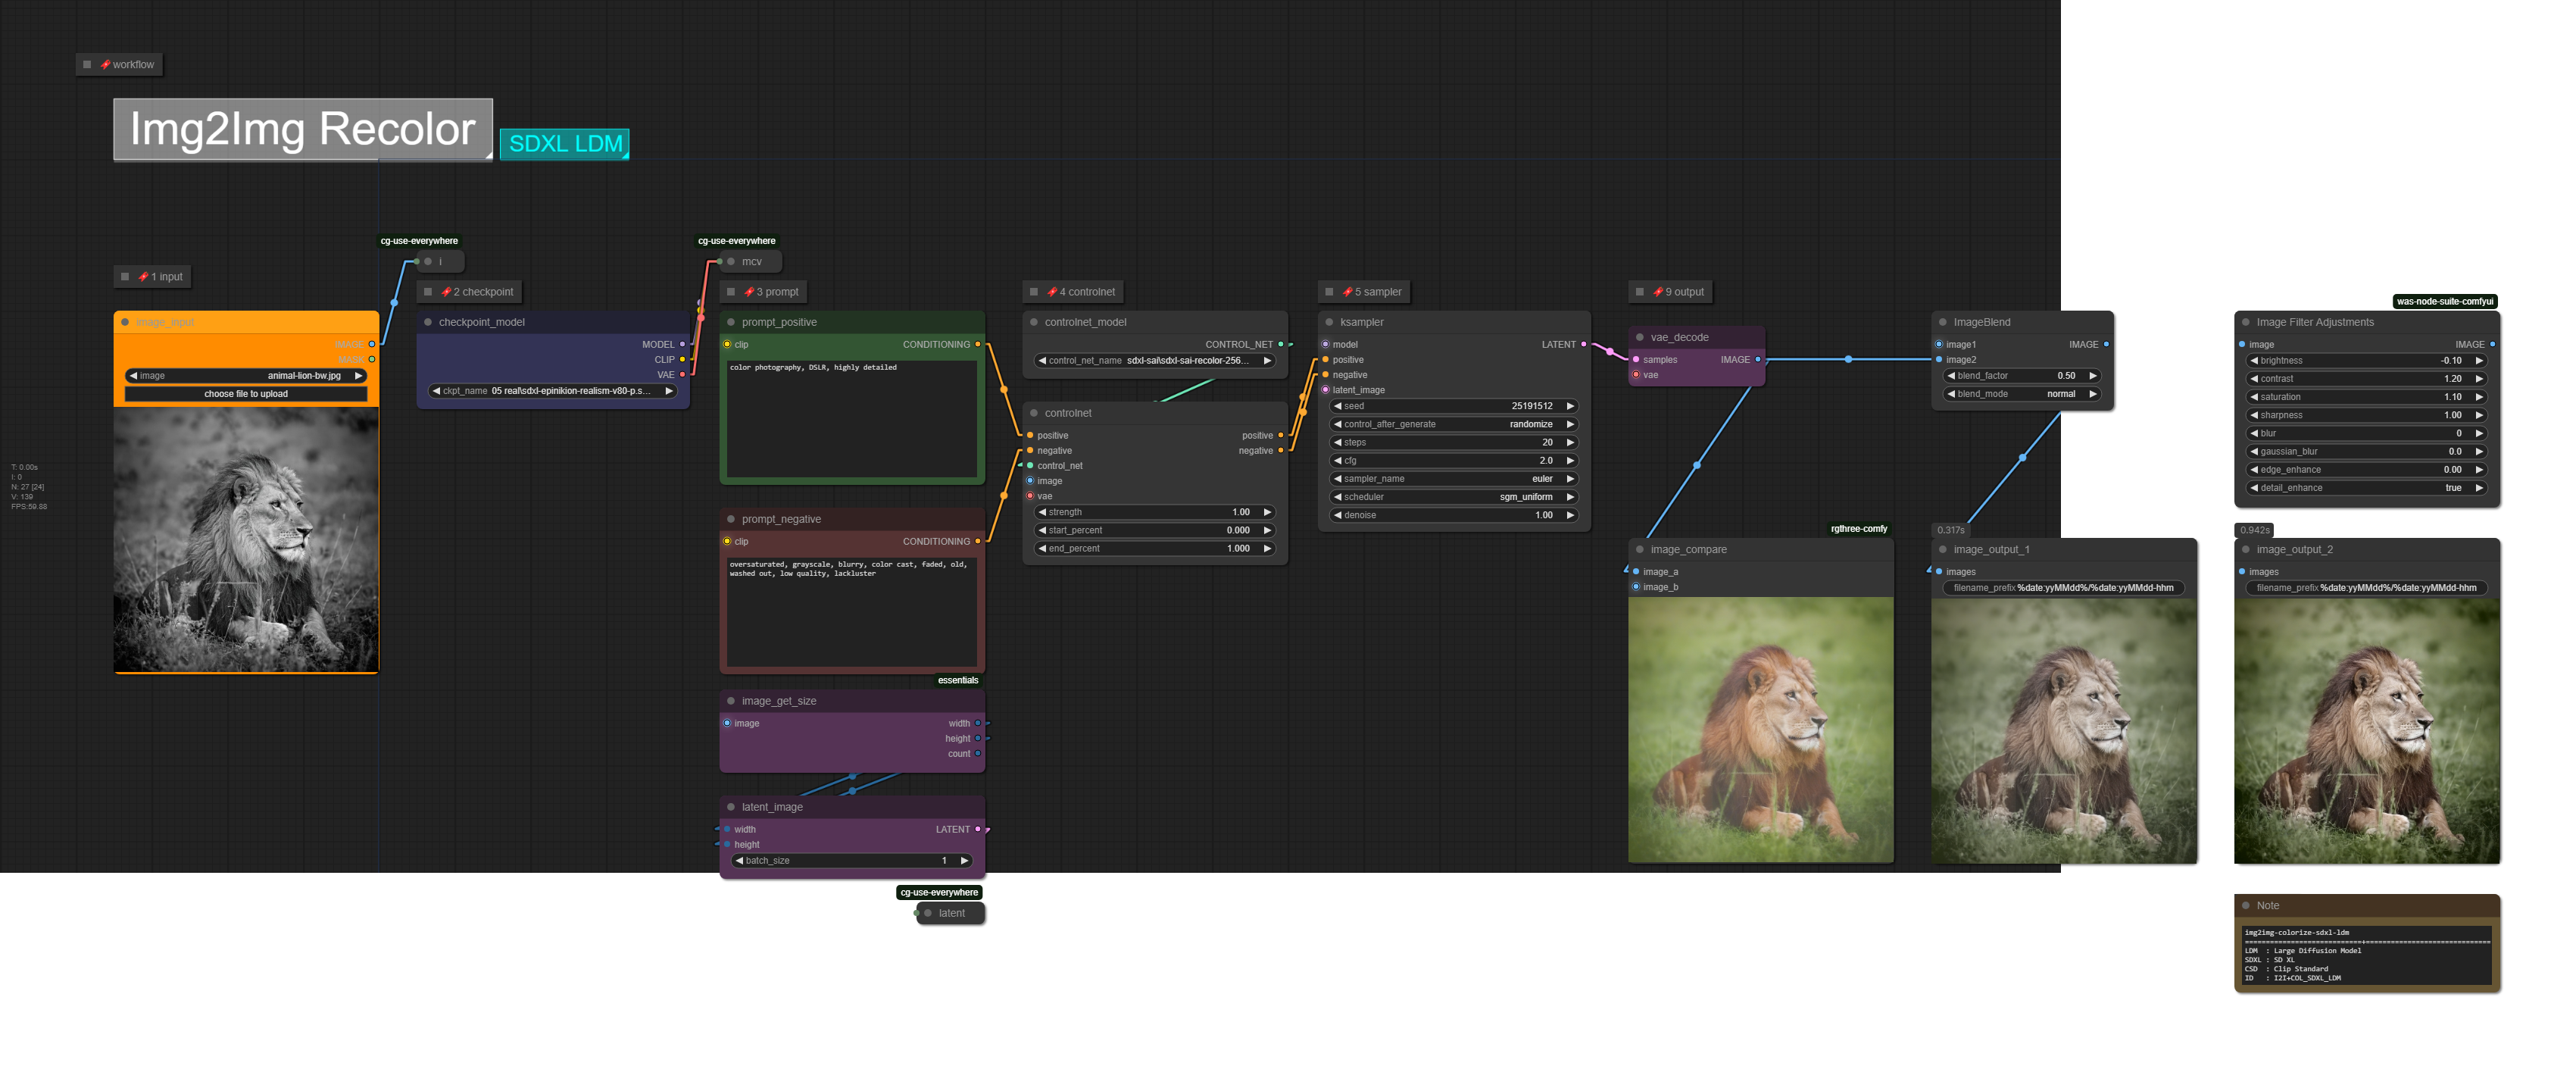 workflow
Img2Img Recolor
SDXL LDM
cg-use-everywhere
i
cg-use-everywhere
mcv
1 input
2 checkpoint
3 prompt
4 controlnet
5 sampler
9 output
image_input
IMAGE
MASK
image animal-lion-bw.jpg
choose file to upload
T: 0.00s
I: 0
N: 27 [24]
V: 139
FPS:59.88
checkpoint_model
MODEL
CLIP
VAE
ckpt_name 05 real\sdxl-epinikion-realism-v80-p.s...
prompt_positive
clip CONDITIONING
color photography, DSLR, highly detailed
prompt_negative
clip CONDITIONING
oversaturated, grayscale, blurry, color cast, faded, old,
washed out, low quality, lackluster
essentials
image_get_size
image width
height
count
latent_image
width LATENT
height
batch_size 1
cg-use-everywhere
latent
controlnet_model
CONTROL_NET
control_net_name sdxl-sai\sdxl-sai-recolor-256...
controlnet
positive positive
negative negative
control_net
image
vae
strength 1.00
start_percent 0.000
end_percent 1.000
ksampler
model LATENT
positive
negative
latent_image
seed 25191512
control_after_generate randomize
steps 20
cfg 2.0
sampler_name euler
scheduler sgm_uniform
denoise 1.00
vae_decode
samples IMAGE
vae
rgthree-comfy
image_compare
image_a
image_b
ImageBlend
image1 IMAGE
image2
blend_factor 0.50
blend_mode normal
0.317s
image_output_1
images
filename_prefix %date:yyMMdd%/%date:yyMMdd-hhm
was-node-suite-comfyui
Image Filter Adjustments
image IMAGE
brightness -0.10
contrast 1.20
saturation 1.10
sharpness 1.00
blur 0
gaussian_blur 0.0
edge_enhance 0.00
detail_enhance true
0.942s
image_output_2
images
filename_prefix %date:yyMMdd%/%date:yyMMdd-hhm
Note
img2img-colorize-sdxl-ldm
============================+==============================
LDM : Large Diffusion Model
SDXL : SD XL
CSD : Clip Standard
ID : I2I+COL_SDXL_LDM